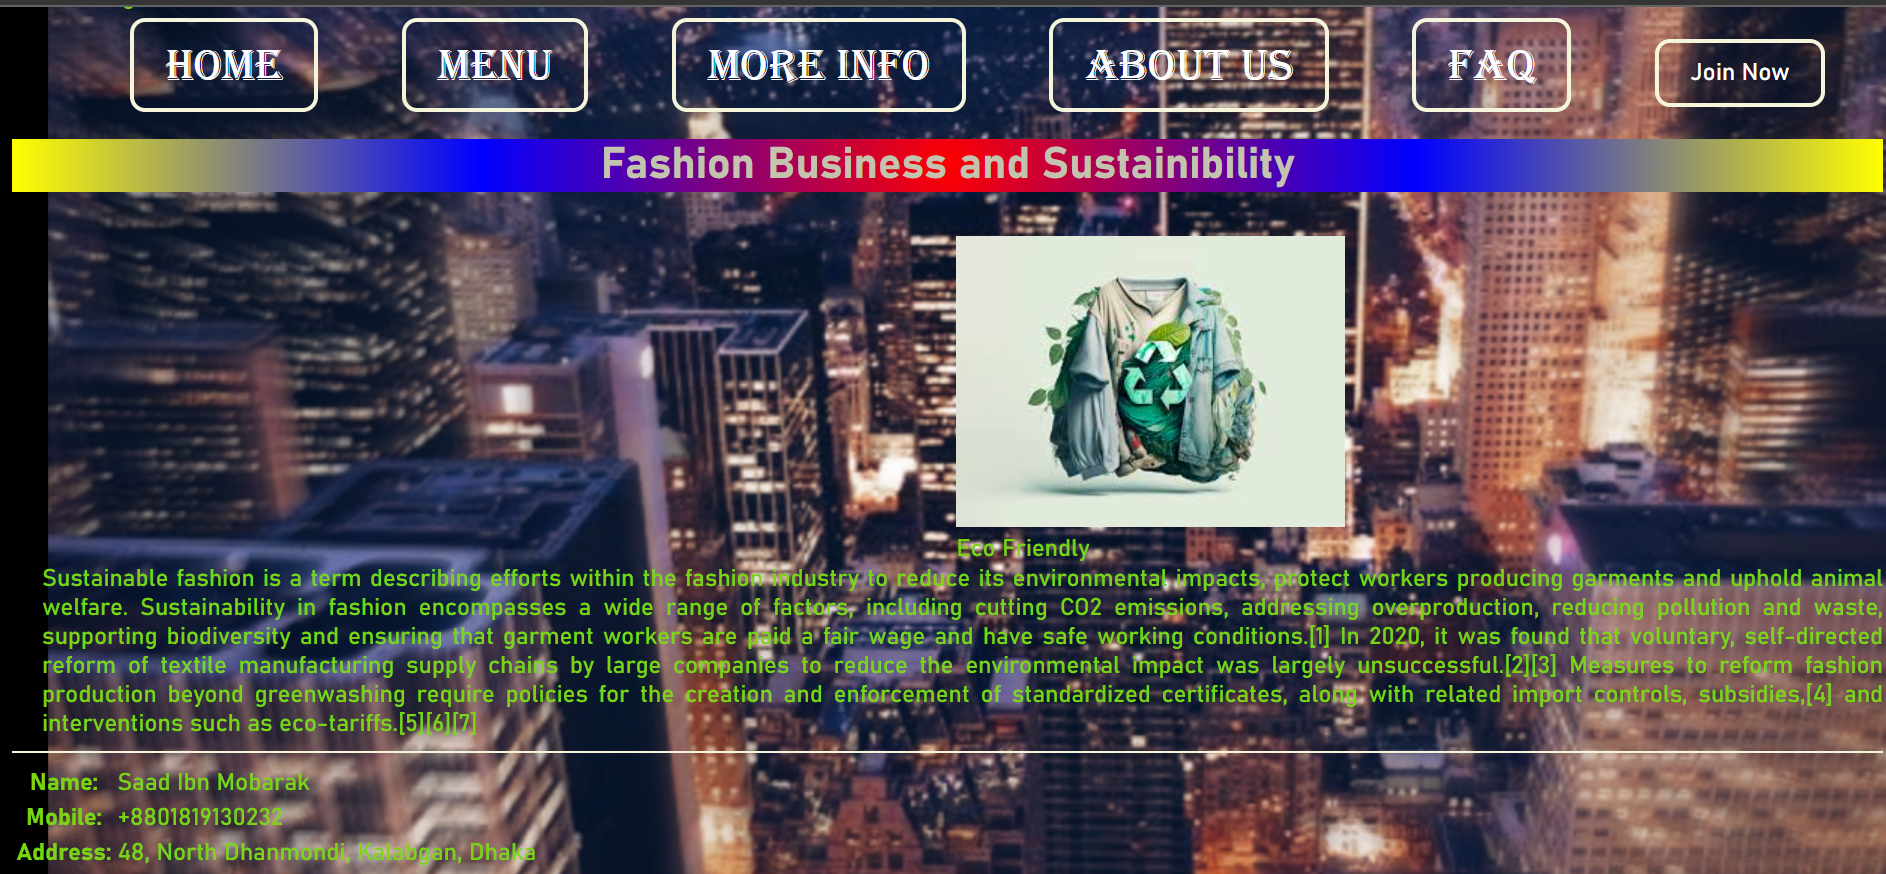 HOME
MENU
MORE INFO
ABOUT US
FAQ
Join Now
Fashion Business and Sustainibility
Eco Friendly
Sustainable fashion is a term describing efforts within the fashion industry to reduce its environmental impacts, protect workers producing garments and uphold animal
welfare. Sustainability in fashion encompasses a wide range of factors, including cutting CO2 emissions, addressing overproduction, reducing pollution and waste,
supporting biodiversity and ensuring that garment workers are paid a fair wage and have safe working conditions.[1] In 2020, it was found that voluntary, self-directed
reform of textile manufacturing supply chains by large companies to reduce the environmental impact was largely unsuccessful.[2][3] Measures to reform fashion
production beyond greenwashing require policies for the creation and enforcement of standardized certificates, along with related import controls, subsidies,[4] and
interventions such as eco-tariffs.[5][6][7]
Name: Saad Ibn Mobarak
Mobile: +8801819130232
Address: 48, North Dhanmondi, Kalabgan, Dhaka